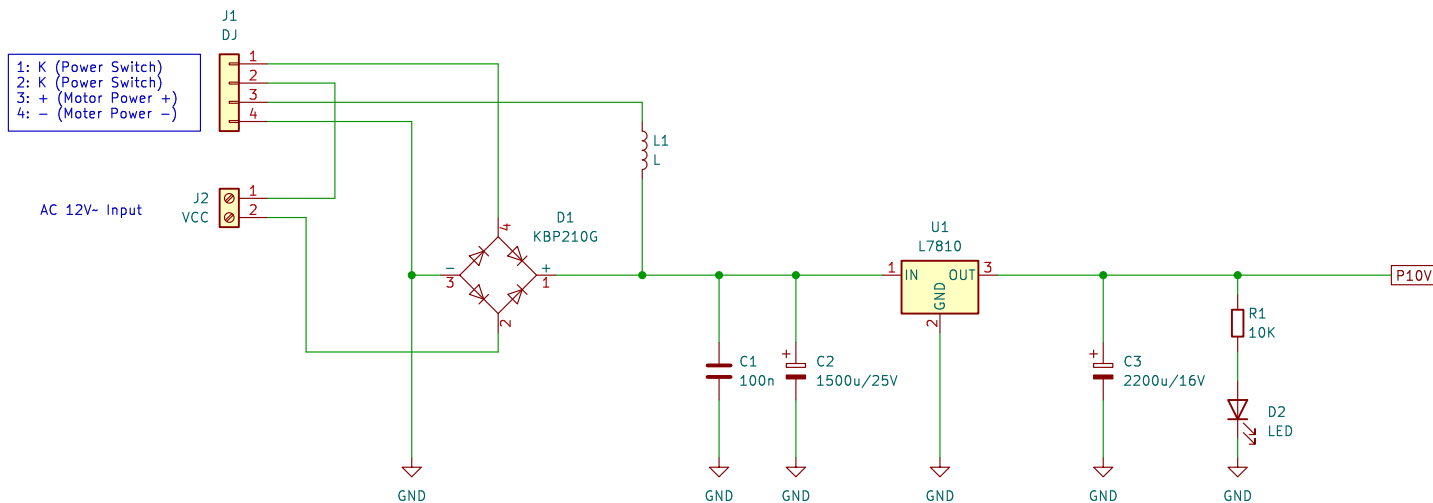 J1
DJ
1: K (Power Switch)
2: K (Power Switch)
3: + (Motor Power +)
4: - (Moter Power -)
1
2
3
4
L1
L
J2
VCC
1
2
AC 12V~ Input
D1
KBP210G
4
-
3
+
1
2
U1
L7810
1
IN
OUT
3
GND
2
P10V
R1
10K
C1
100n
+
C2
1500u/25V
+
C3
2200u/16V
D2
LED
GND
GND
GND
GND
GND
GND